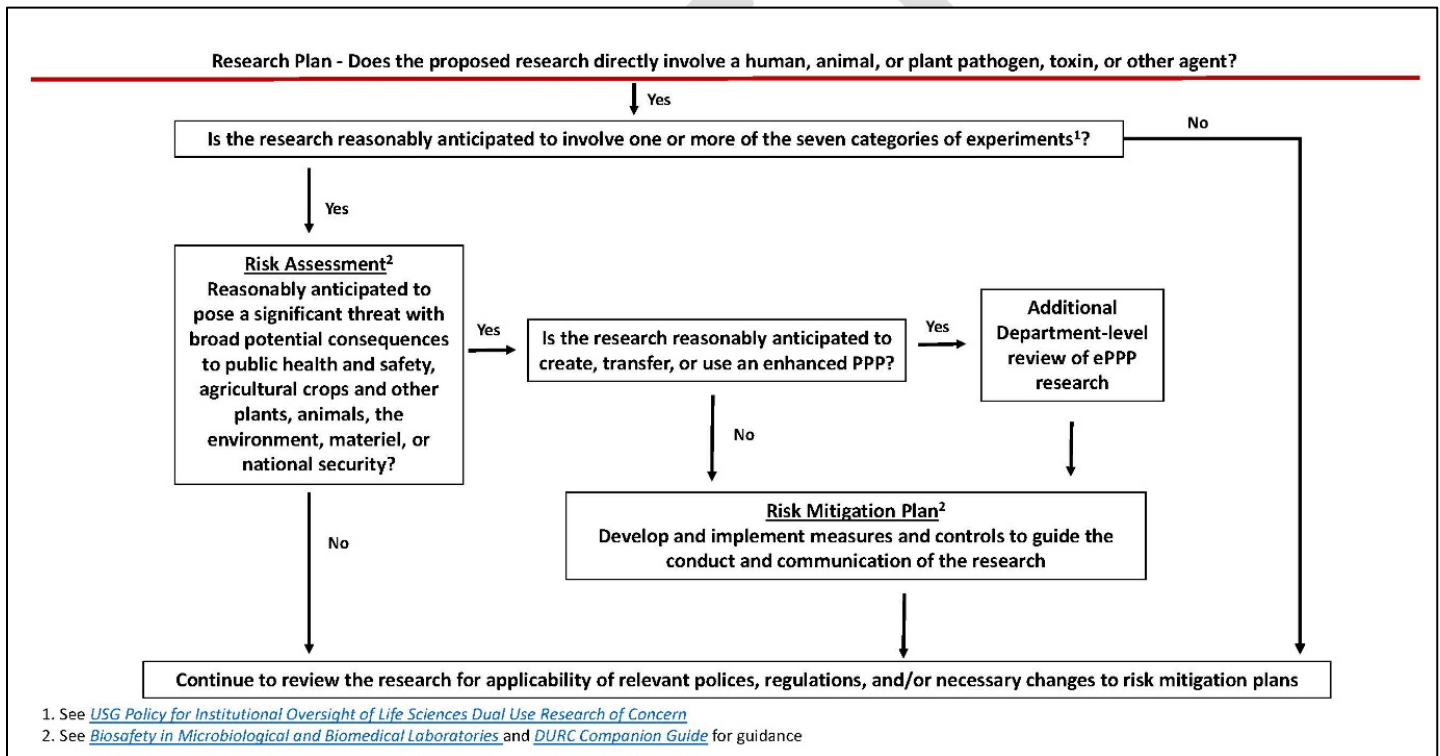 Research Plan - Does the proposed research directly involve a human, animal, or plant pathogen, toxin, or other agent?
Yes
Is the research reasonably anticipated to involve one or more of the seven categories of experiments¹?
No
Yes
Risk Assessment²
Reasonably anticipated to
pose a significant threat with
broad potential consequences
to public health and safety,
agricultural crops and other
plants, animals, the
environment, materiel, or
national security?
Yes
Is the research reasonably anticipated to
create, transfer, or use an enhanced PPP?
Yes
Additional
Department-level
review of ePPP
research
No
No
Risk Mitigation Plan²
Develop and implement measures and controls to guide the
conduct and communication of the research
Continue to review the research for applicability of relevant polices, regulations, and/or necessary changes to risk mitigation plans
1. See USG Policy for Institutional Oversight of Life Sciences Dual Use Research of Concern
2. See Biosafety in Microbiological and Biomedical Laboratories and DURC Companion Guide for guidance